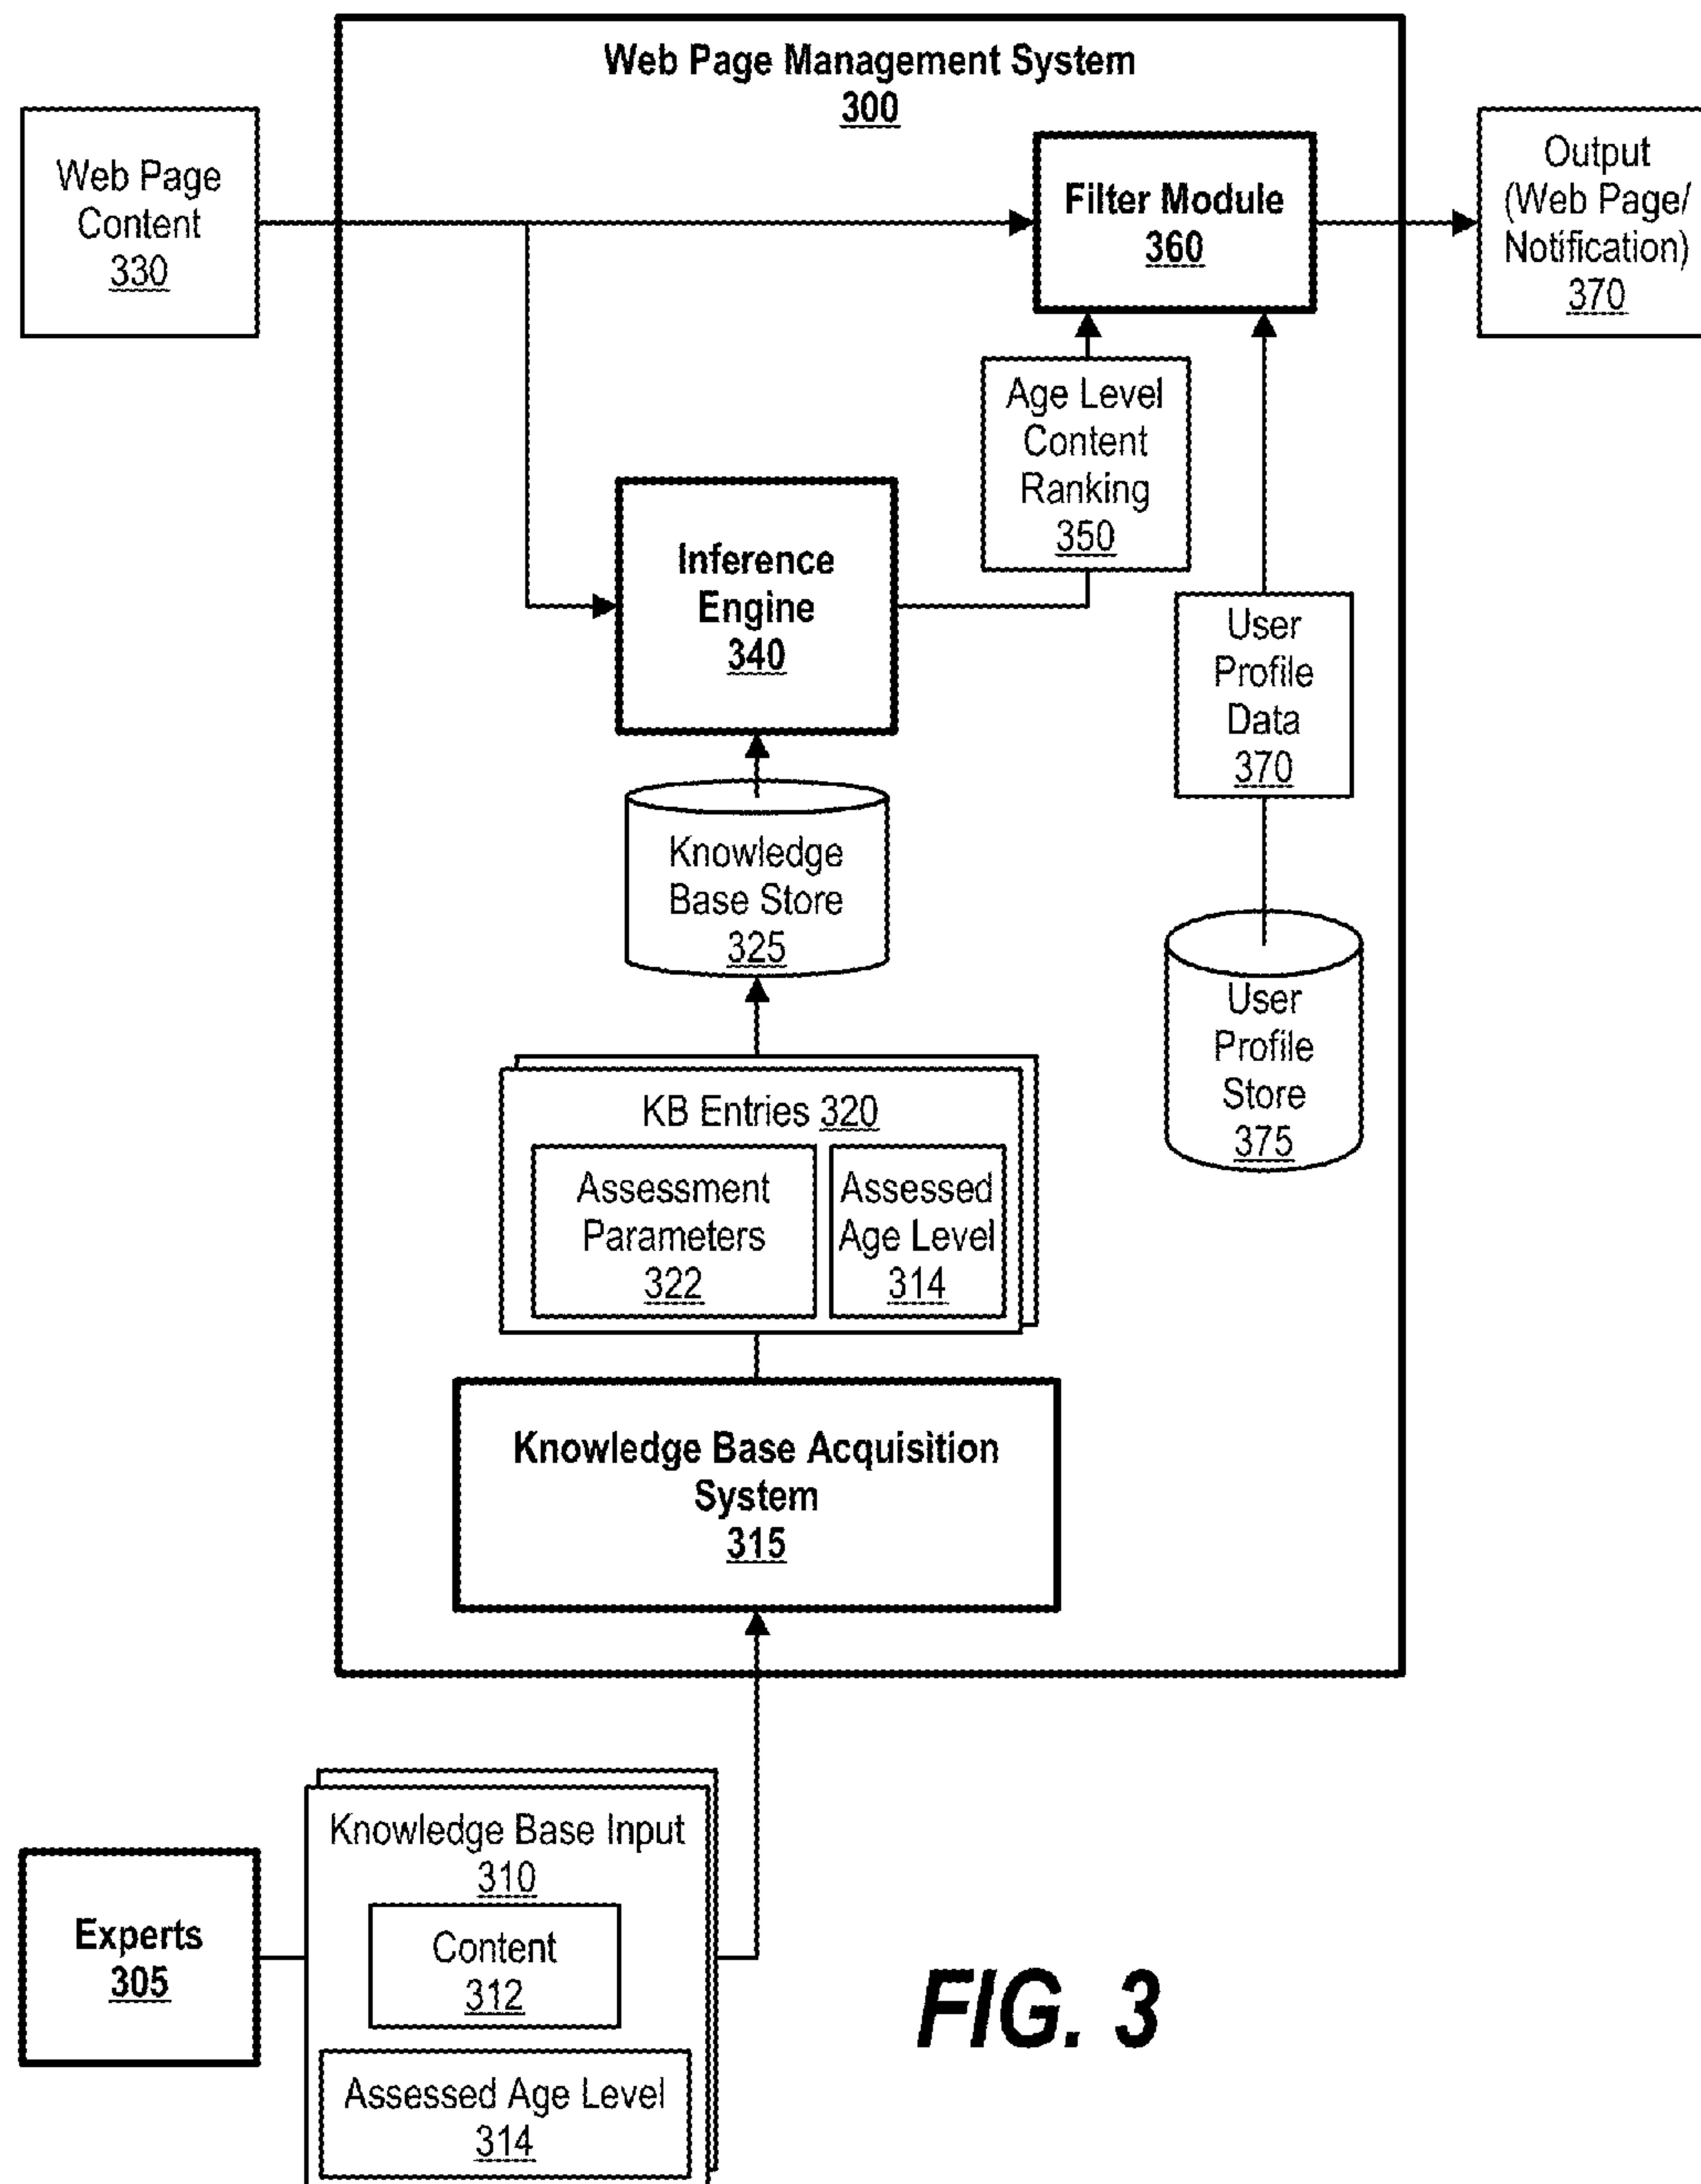 Web Page Management System
300
Web Page
Content
330
Filter Module
360
Output
(Web Page/
Notification)
370
Age Level
Content
Ranking
350
Inference
Engine
340
User
Profile
Data
370
Knowledge
Base Store
325
User
Profile
Store
375
KB Entries 320
Assessment
Parameters
322
Assessed
Age Level
314
Knowledge Base Acquisition
System
315
Knowledge Base Input
310
Experts
305
Content
312
Assessed Age Level
314
FIG. 3